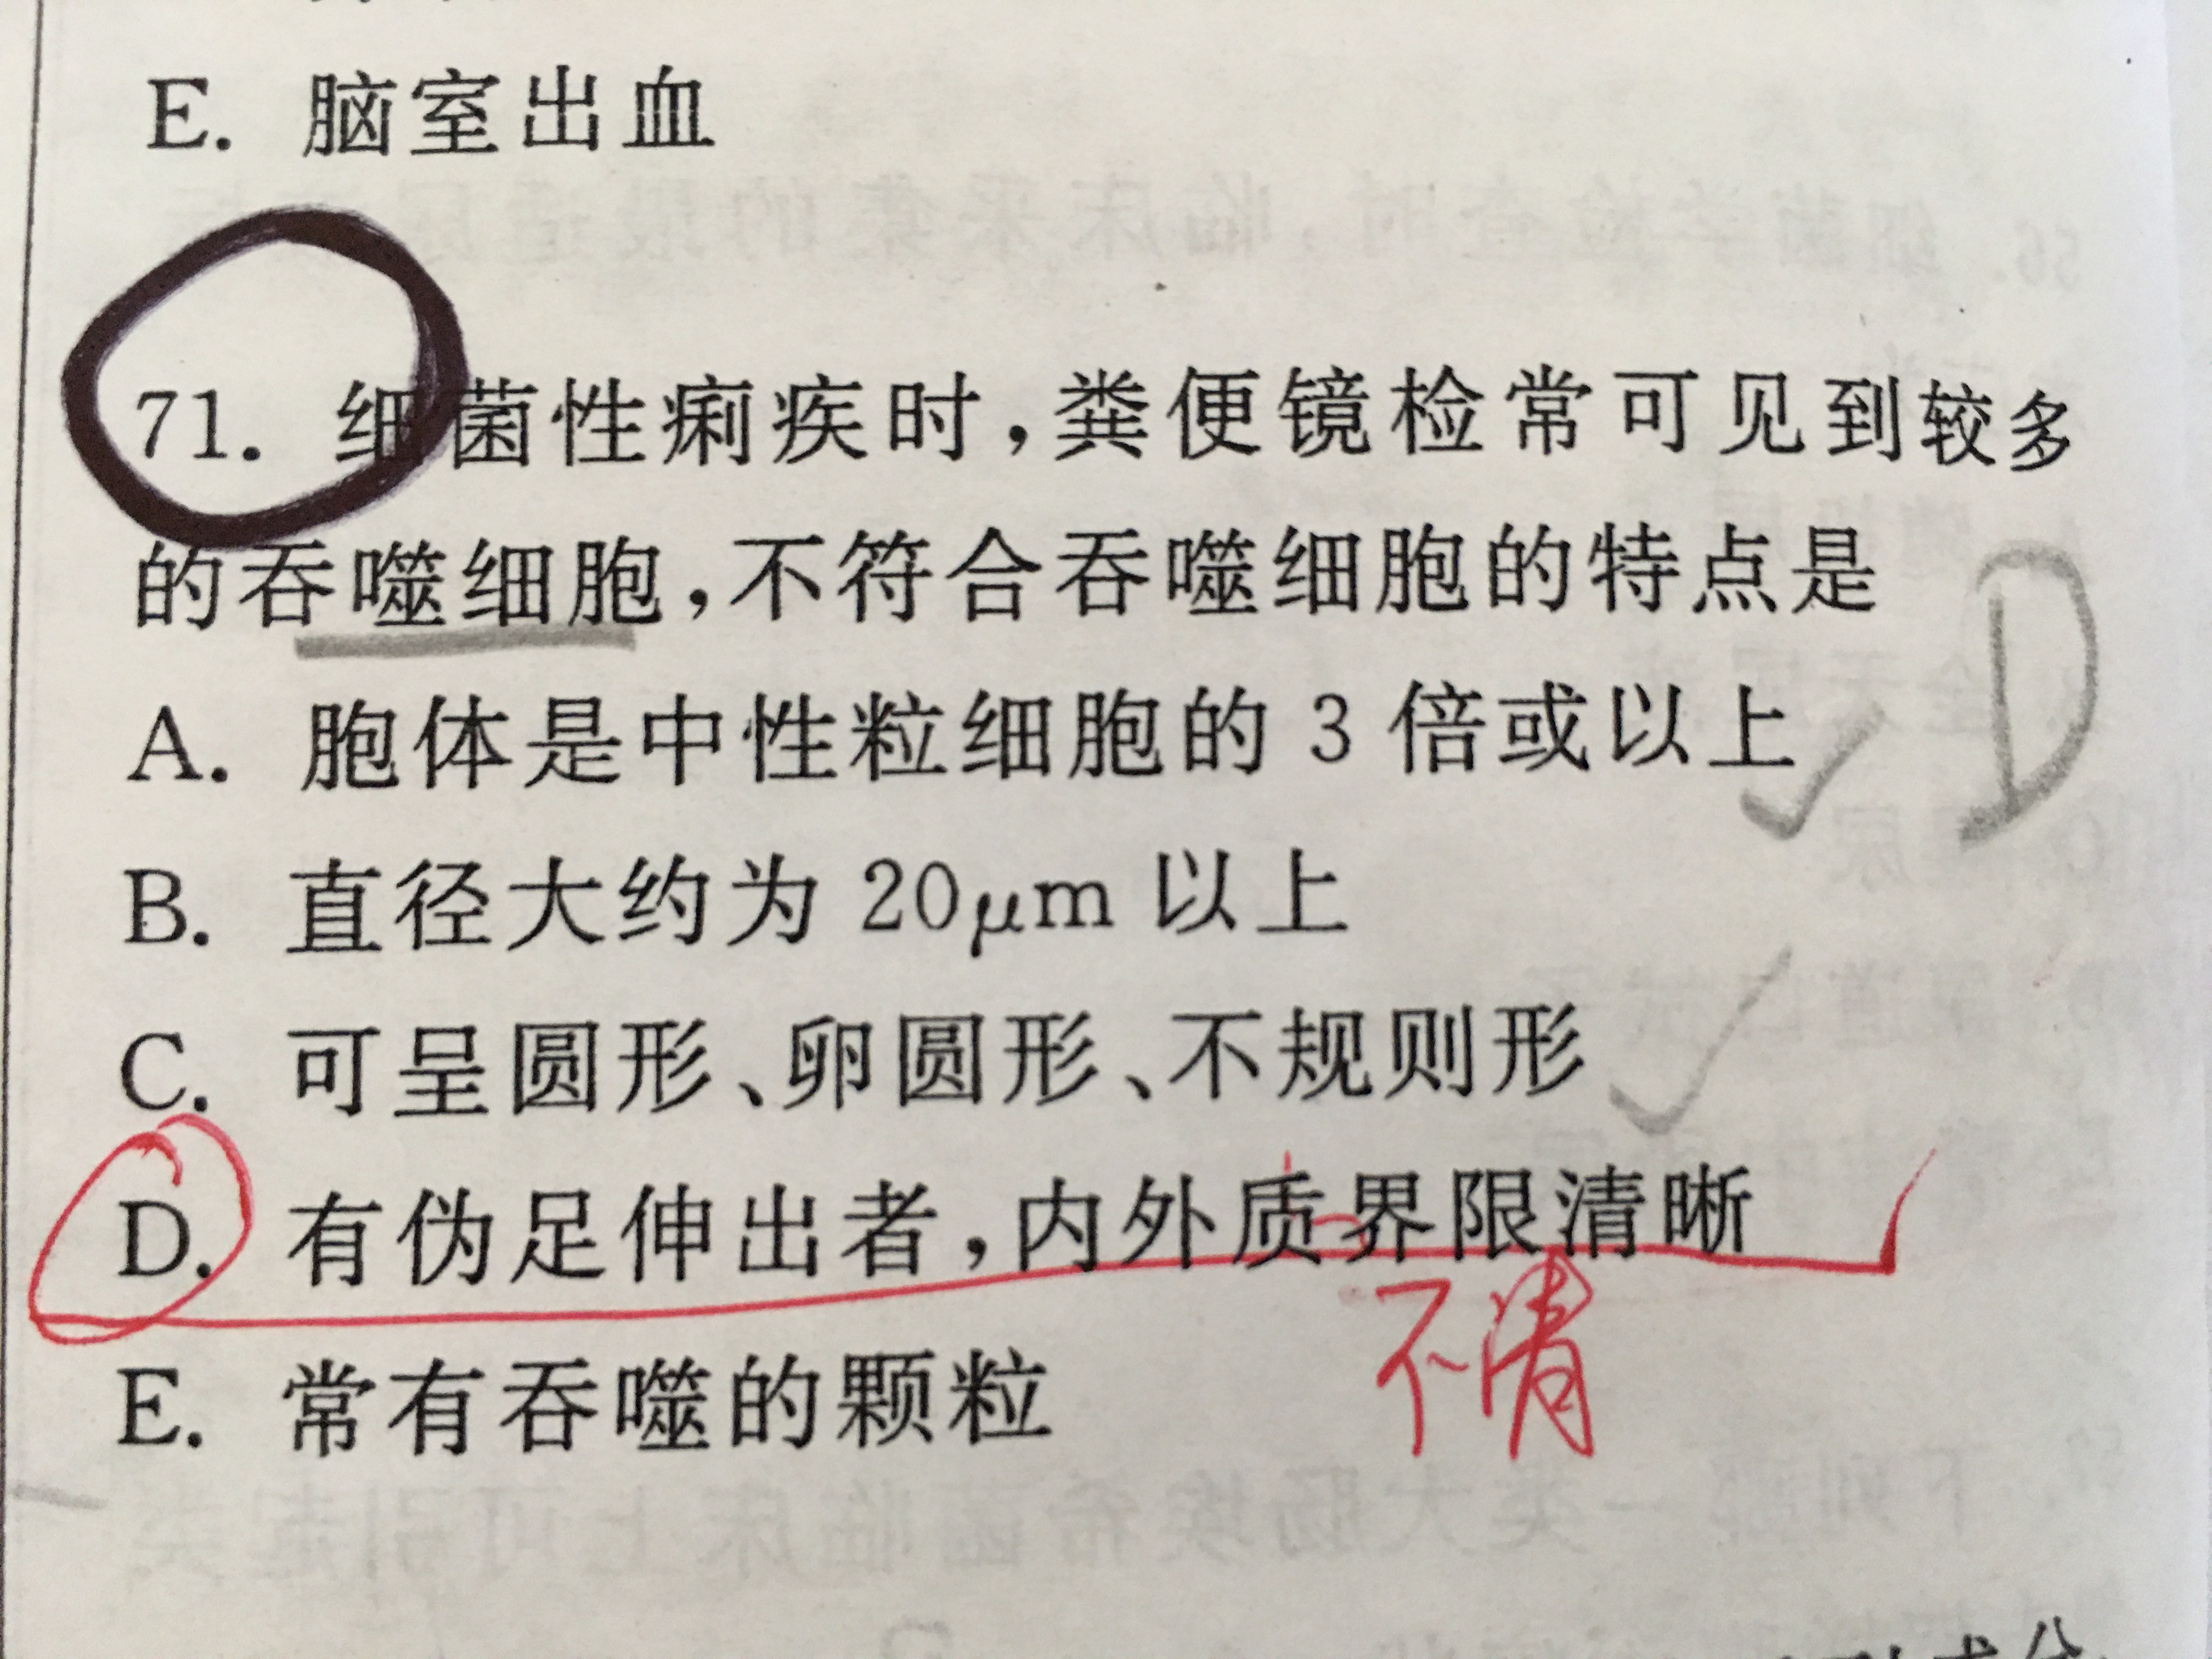 E. 脑室出血
71. 细菌性痢疾时,粪便镜检常可见到较多
的吞噬细胞,不符合吞噬细胞的特点是
A. 胞体是中性粒细胞的 3 倍或以上
B. 直径大约为 20μm 以上
C. 可呈圆形、卵圆形、不规则形
D. 有伪足伸出者,内外质界限清晰
E. 常有吞噬的颗粒
不清
D